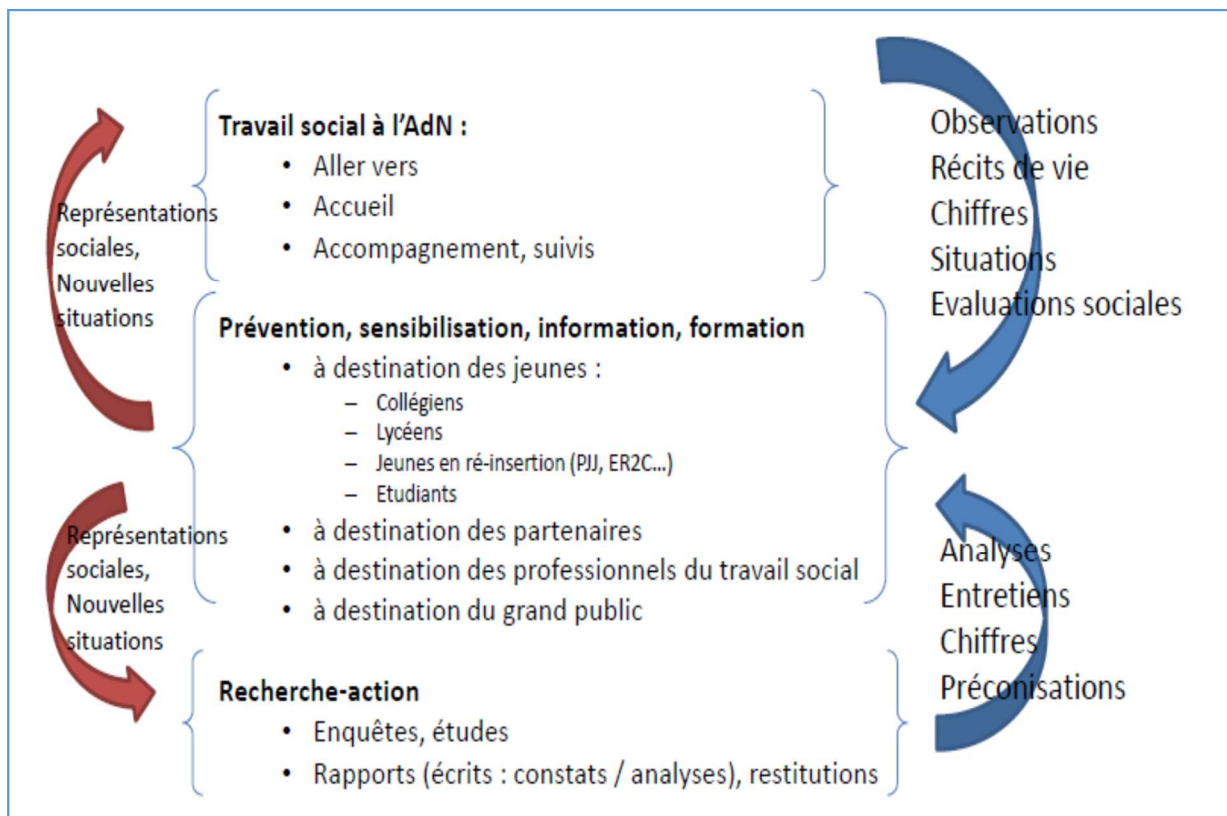 Travail social à l'AdN :
• Aller vers
• Accueil
• Accompagnement, suivis
Représentations
sociales,
Nouvelles
situations
Observations
Récits de vie
Chiffres
Situations
Evaluations sociales
Prévention, sensibilisation, information, formation
• à destination des jeunes :
– Collégiens
– Lycéens
– Jeunes en ré-insertion (PJJ, ER2C...)
– Etudiants
• à destination des partenaires
• à destination des professionnels du travail social
• à destination du grand public
Représentations
sociales,
Nouvelles
situations
Analyses
Entretiens
Chiffres
Préconisations
Recherche-action
• Enquêtes, études
• Rapports (écrits : constats / analyses), restitutions